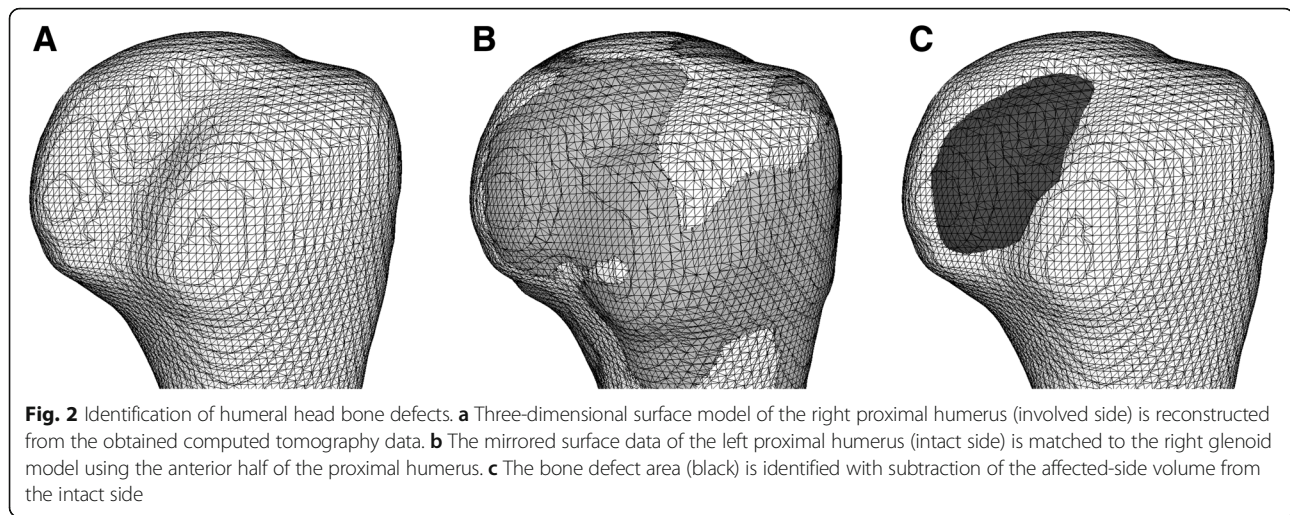 A
B
C
Fig. 2 Identification of humeral head bone defects. a Three-dimensional surface model of the right proximal humerus (involved side) is reconstructed
from the obtained computed tomography data. b The mirrored surface data of the left proximal humerus (intact side) is matched to the right glenoid
model using the anterior half of the proximal humerus. c The bone defect area (black) is identified with subtraction of the affected-side volume from
the intact side